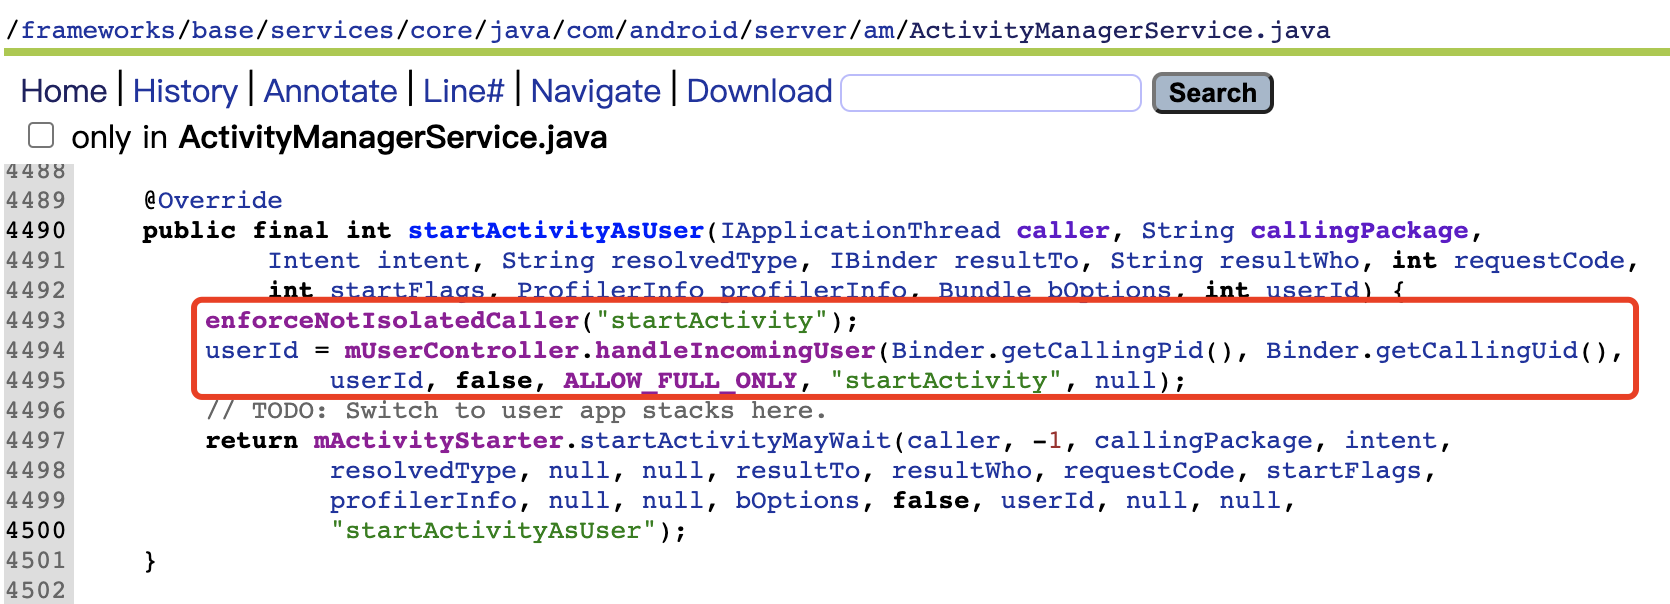 /frameworks/base/services/core/java/com/android/server/am/ActivityManagerService.java
Home | History | Annotate | Line# | Navigate | Download Search
only in ActivityManagerService.java
4488
4489 @Override
4490 public final int startActivityAsUser(IApplicationThread caller, String callingPackage,
4491 Intent intent, String resolvedType, IBinder resultTo, String resultWho, int requestCode,
4492 int startFlags, ProfilerInfo profilerInfo, Bundle bOptions, int userId) {
4493 enforceNotIsolatedCaller("startActivity");
4494 userId = mUserController.handleIncomingUser(Binder.getCallingPid(), Binder.getCallingUid(),
4495 userId, false, ALLOW_FULL_ONLY, "startActivity", null);
4496 // TODO: Switch to user app stacks here.
4497 return mActivityStarter.startActivityMayWait(caller, -1, callingPackage, intent,
4498 resolvedType, null, null, resultTo, resultWho, requestCode, startFlags,
4499 profilerInfo, null, null, bOptions, false, userId, null, null,
4500 "startActivityAsUser");
4501 }
4502